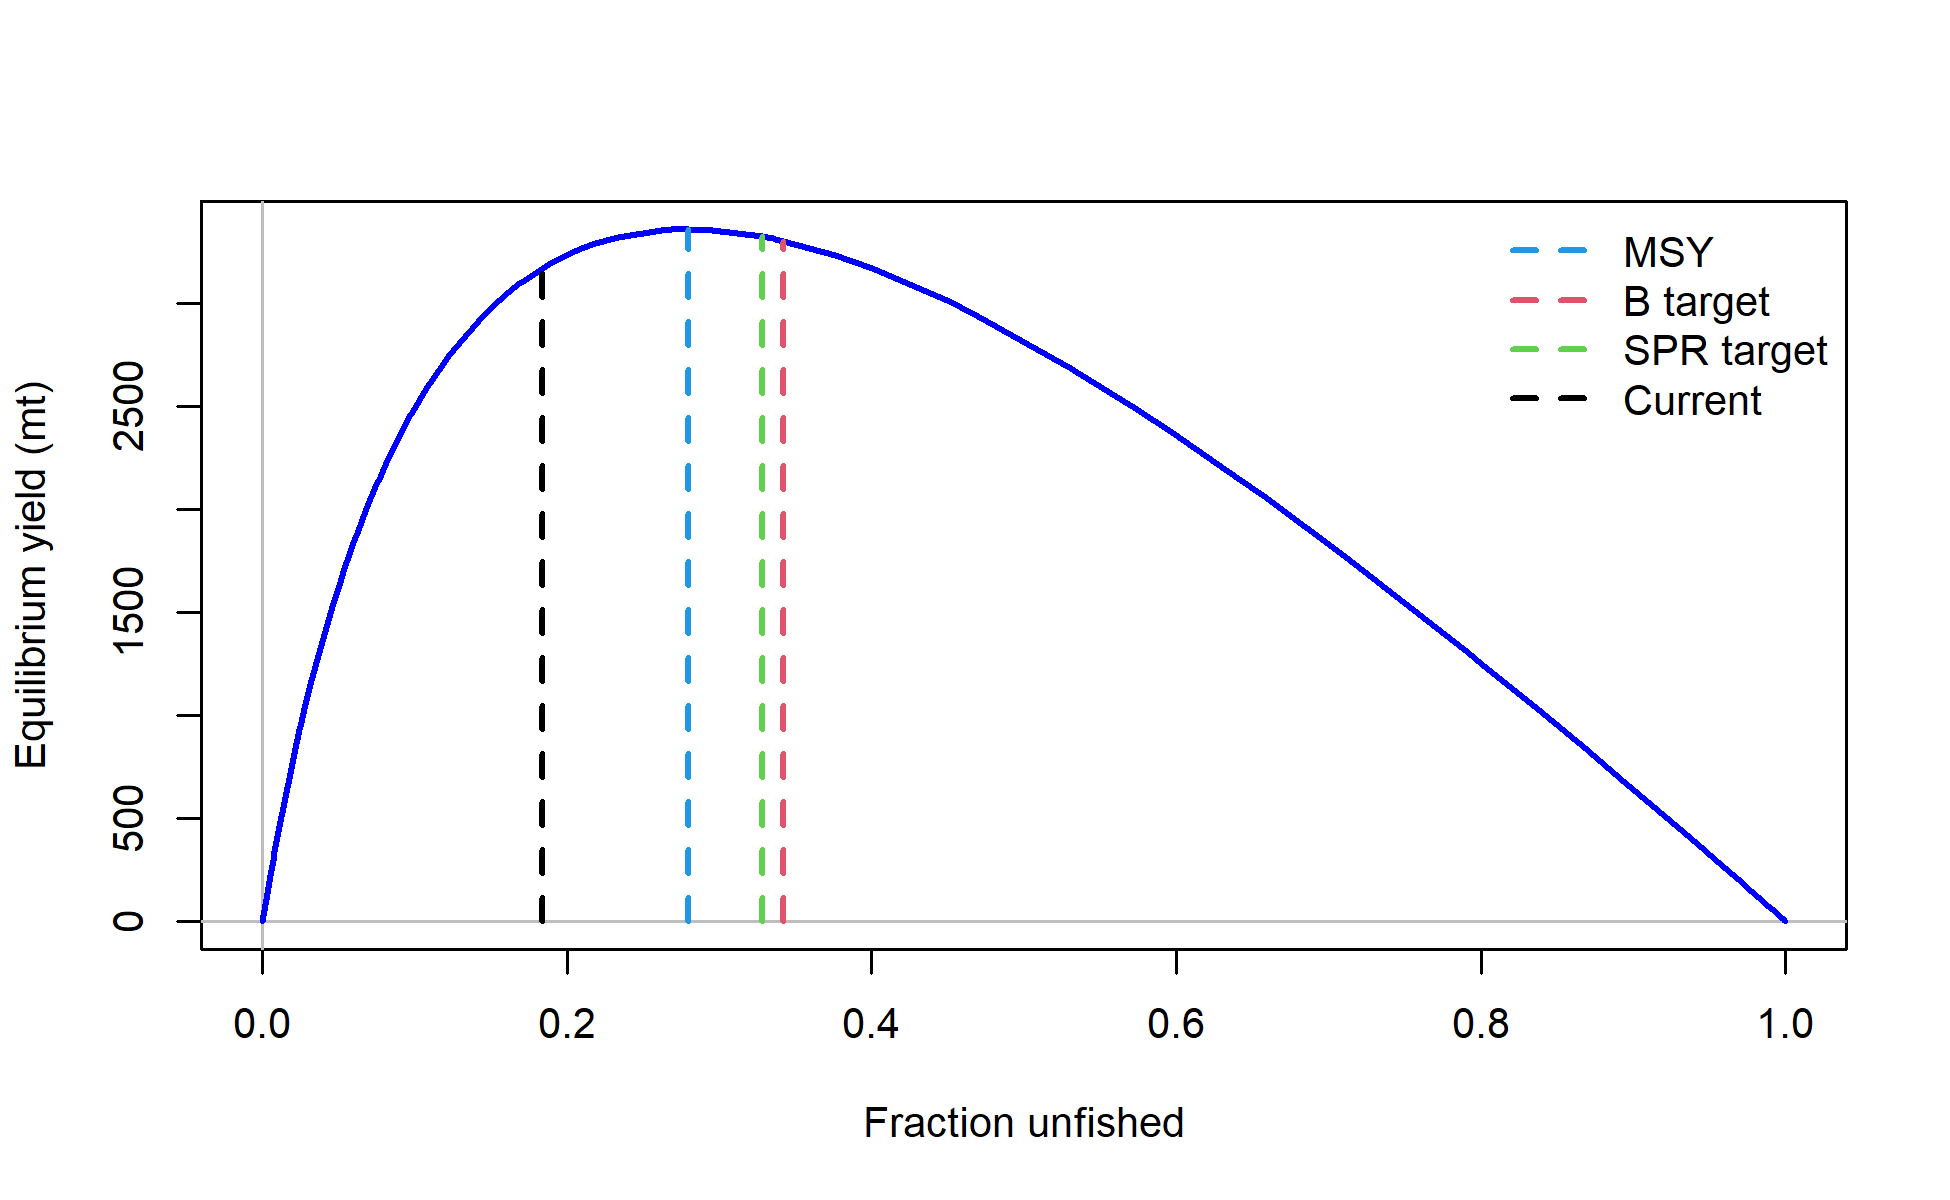 MSY
B target
SPR target
Current
Equilibrium yield (mt)
2500
1500
500
0
0.0 0.2 0.4 0.6 0.8 1.0
Fraction unfished